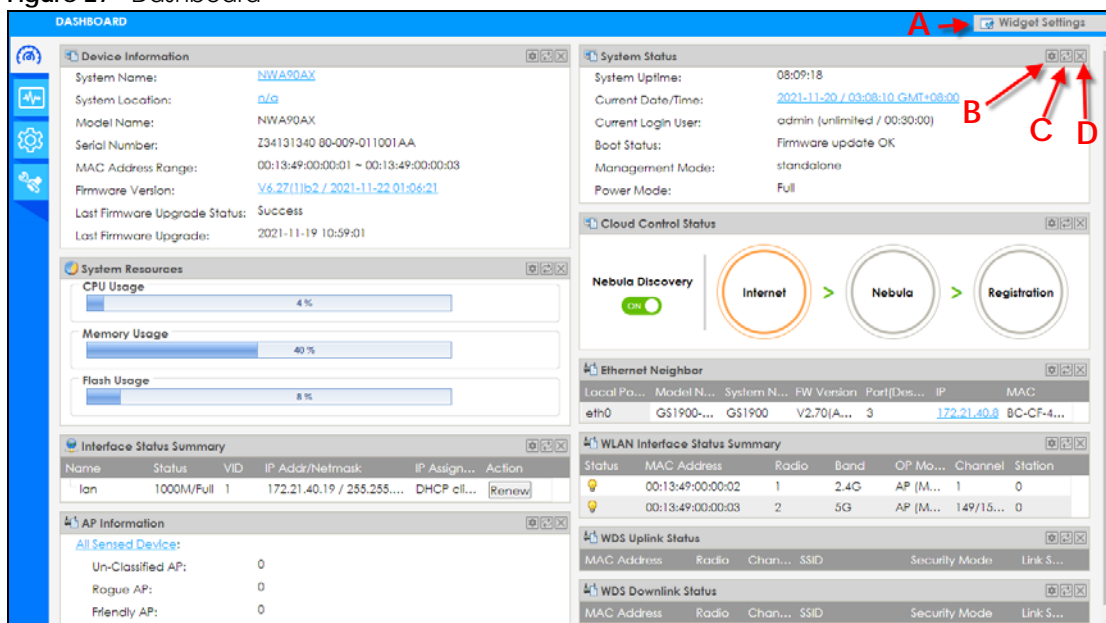 Figure 27 Dashboard
DASHBOARD
A
Widget Settings
Device Information
System Name: NWA90AX
System Location: n/a
Model Name: NWA90AX
Serial Number: Z34131340 80-009-011001AA
MAC Address Range: 00:13:49:00:00:01 ~ 00:13:49:00:00:03
Firmware Version: V6.27(1)b2 / 2021-11-22 01:06:21
Last Firmware Upgrade Status: Success
Last Firmware Upgrade: 2021-11-19 10:59:01
System Resources
CPU Usage
4 %
Memory Usage
40 %
Flash Usage
8 %
Interface Status Summary
Name Status VID IP Addr/Netmask IP Assign... Action
lan 1000M/Full 1 172.21.40.19 / 255.255.... DHCP cli... Renew
AP Information
All Sensed Device:
Un-Classified AP: 0
Rogue AP: 0
Friendly AP: 0
System Status
System Uptime: 08:09:18
Current Date/Time: 2021-11-20 / 03:08:10 GMT+08:00
Current Login User: admin (unlimited / 00:30:00)
Boot Status: Firmware update OK
Management Mode: standalone
Power Mode: Full
B
C
D
Cloud Control Status
Nebula Discovery
ON
Internet > Nebula > Registration
Ethernet Neighbor
Local Po... Model N... System N... FW Version Port(Des... IP MAC
eth0 GS1900-... GS1900 V2.70(A... 3 172.21.40.8 BC-CF-4...
WLAN Interface Status Summary
Status MAC Address Radio Band OP Mo... Channel Station
00:13:49:00:00:02 1 2.4G AP (M... 1 0
00:13:49:00:00:03 2 5G AP (M... 149/15... 0
WDS Uplink Status
MAC Address Radio Chan... SSID Security Mode Link S...
WDS Downlink Status
MAC Address Radio Chan... SSID Security Mode Link S...